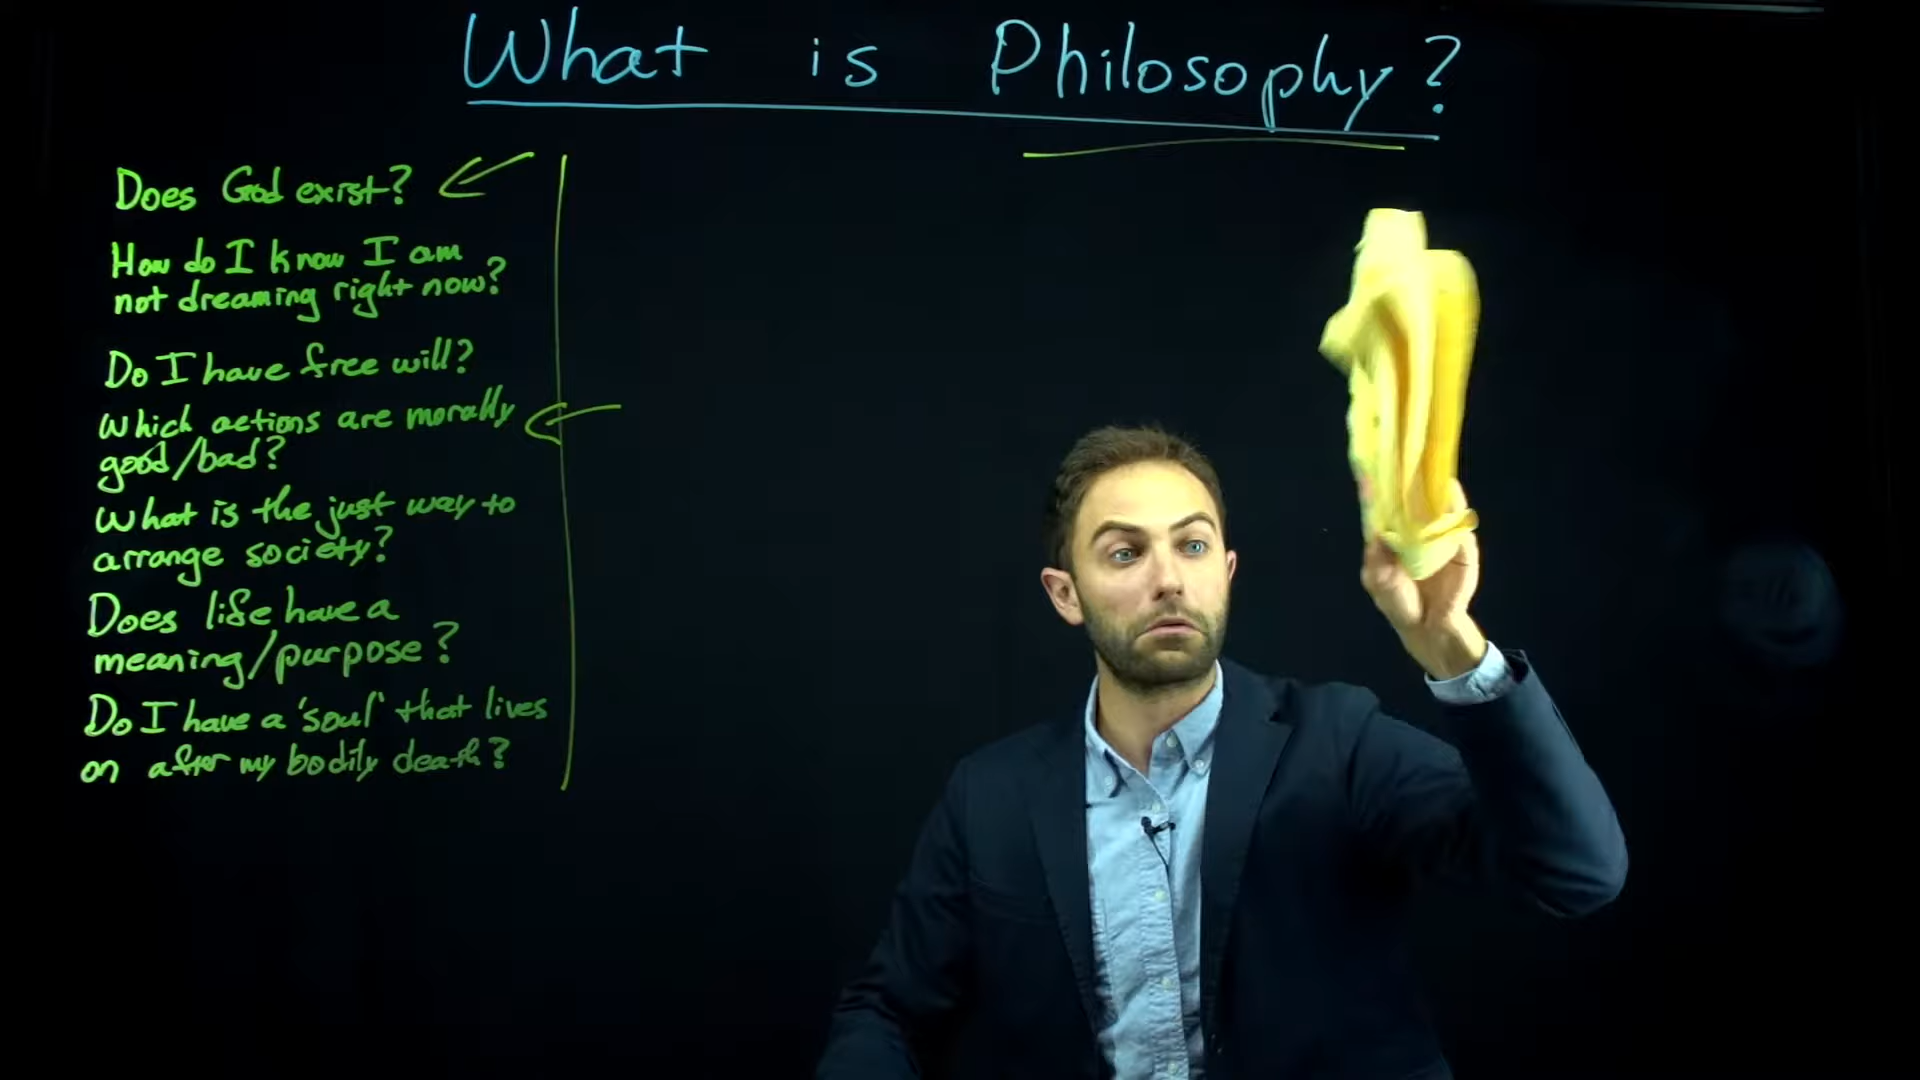 What is Philosophy?
Does God exist?
How do I know I am
not dreaming right now?
Do I have free will?
Which actions are morally
good/bad?
What is the just way to
arrange society?
Does life have a
meaning/purpose?
Do I have a 'soul' that lives
on after my bodily death?